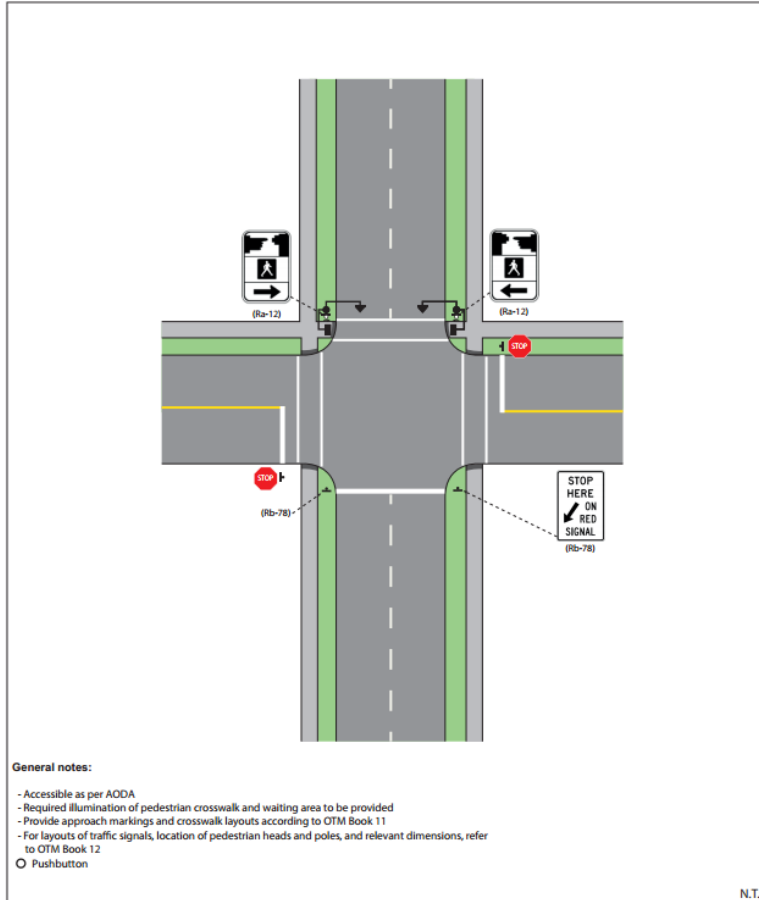 (Ra-12)
(Ra-12)
STOP
STOP
STOP
HERE
ON
RED
SIGNAL
(Rb-78)
(Rb-78)
General notes:
- Accessible as per AODA
- Required illumination of pedestrian crosswalk and waiting area to be provided
- Provide approach markings and crosswalk layouts according to OTM Book 11
- For layouts of traffic signals, location of pedestrian heads and poles, and relevant dimensions, refer
to OTM Book 12
Pushbutton
N.T.